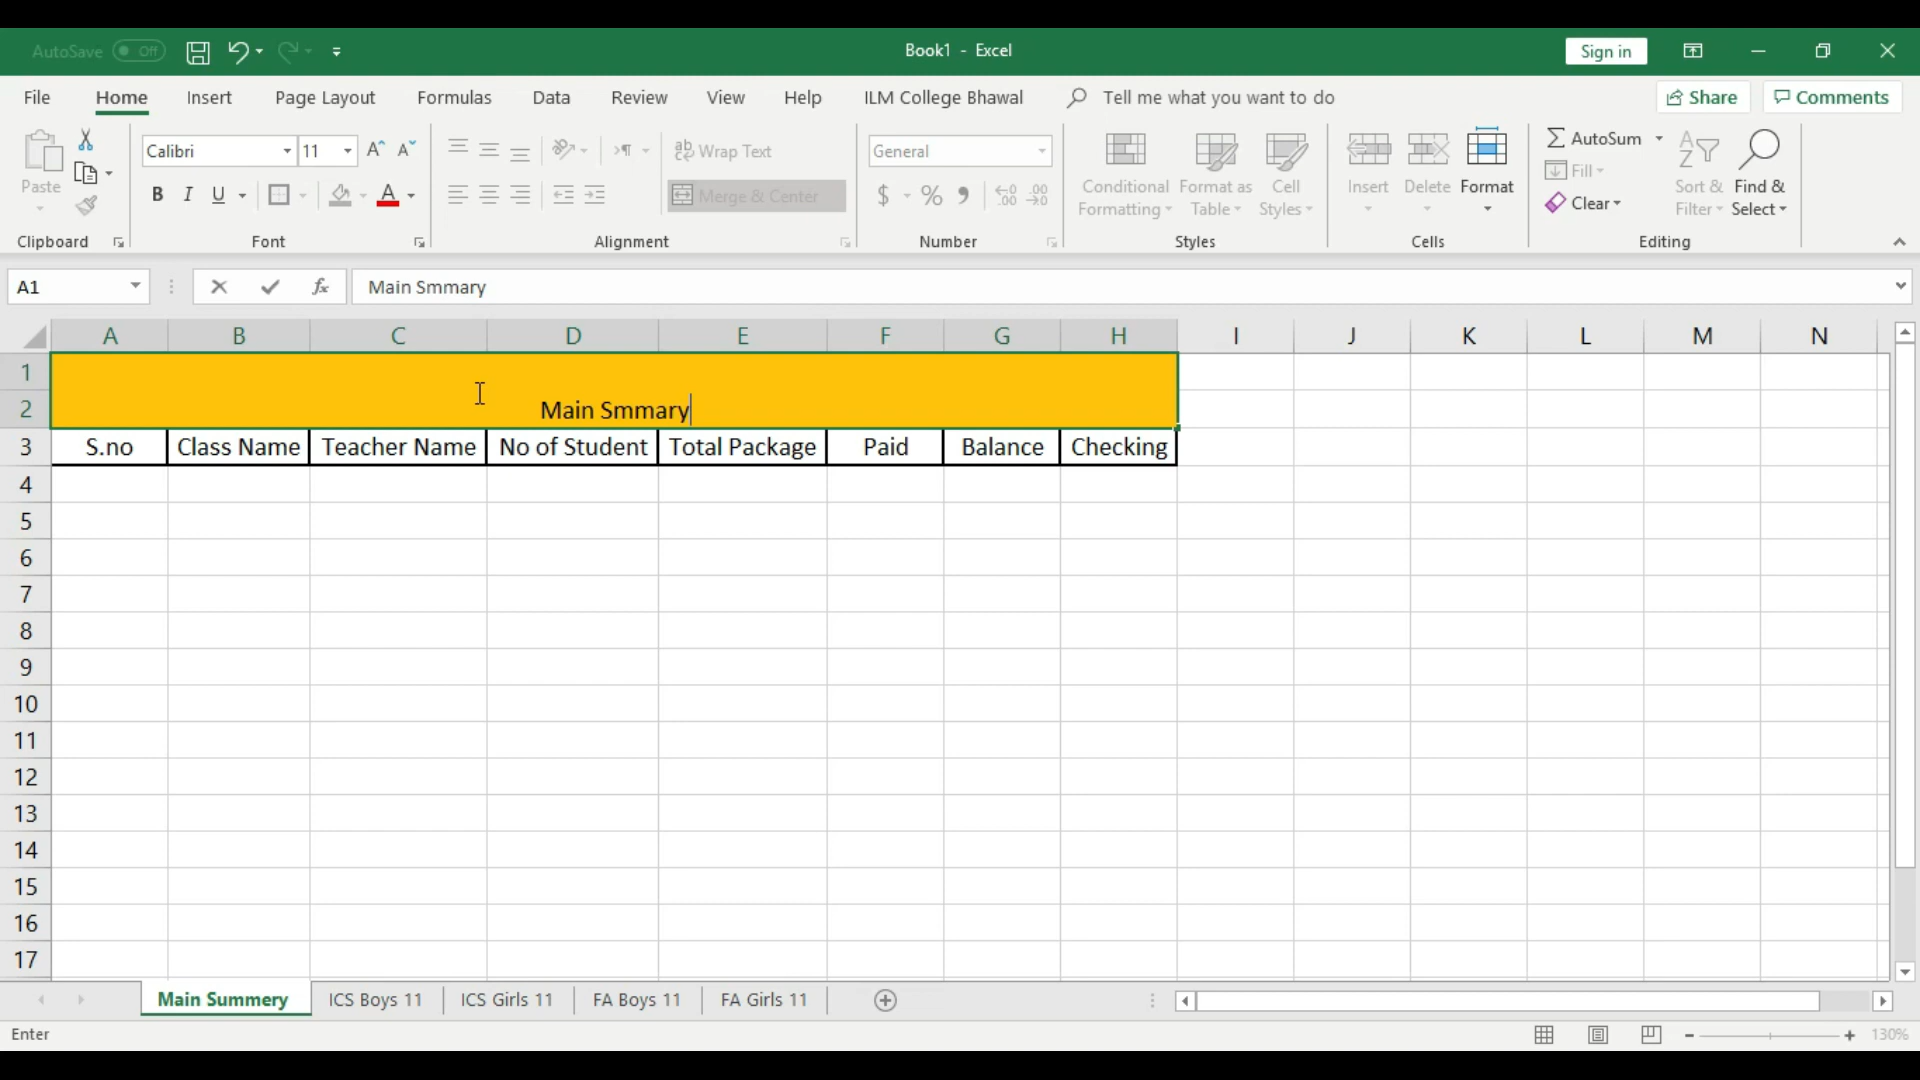 AutoSave Off Book1 - Excel Sign in
File Home Insert Page Layout Formulas Data Review View Help ILM College Bhawal Tell me what you want to do Share Comments
Paste Calibri 11 Wrap Text General Conditional Formatting Format as Table Cell Styles Insert Delete Format AutoSum Fill Clear Sort & Filter Find & Select
B I U A Merge & Center $ %
Clipboard Font Alignment Number Styles Cells Editing
A1 fx Main Smmary
A B C D E F G H I J K L M N
1
2 Main Smmary
3 S.no Class Name Teacher Name No of Student Total Package Paid Balance Checking
4
5
6
7
8
9
10
11
12
13
14
15
16
17
Main Summery ICS Boys 11 ICS Girls 11 FA Boys 11 FA Girls 11
Enter 130%